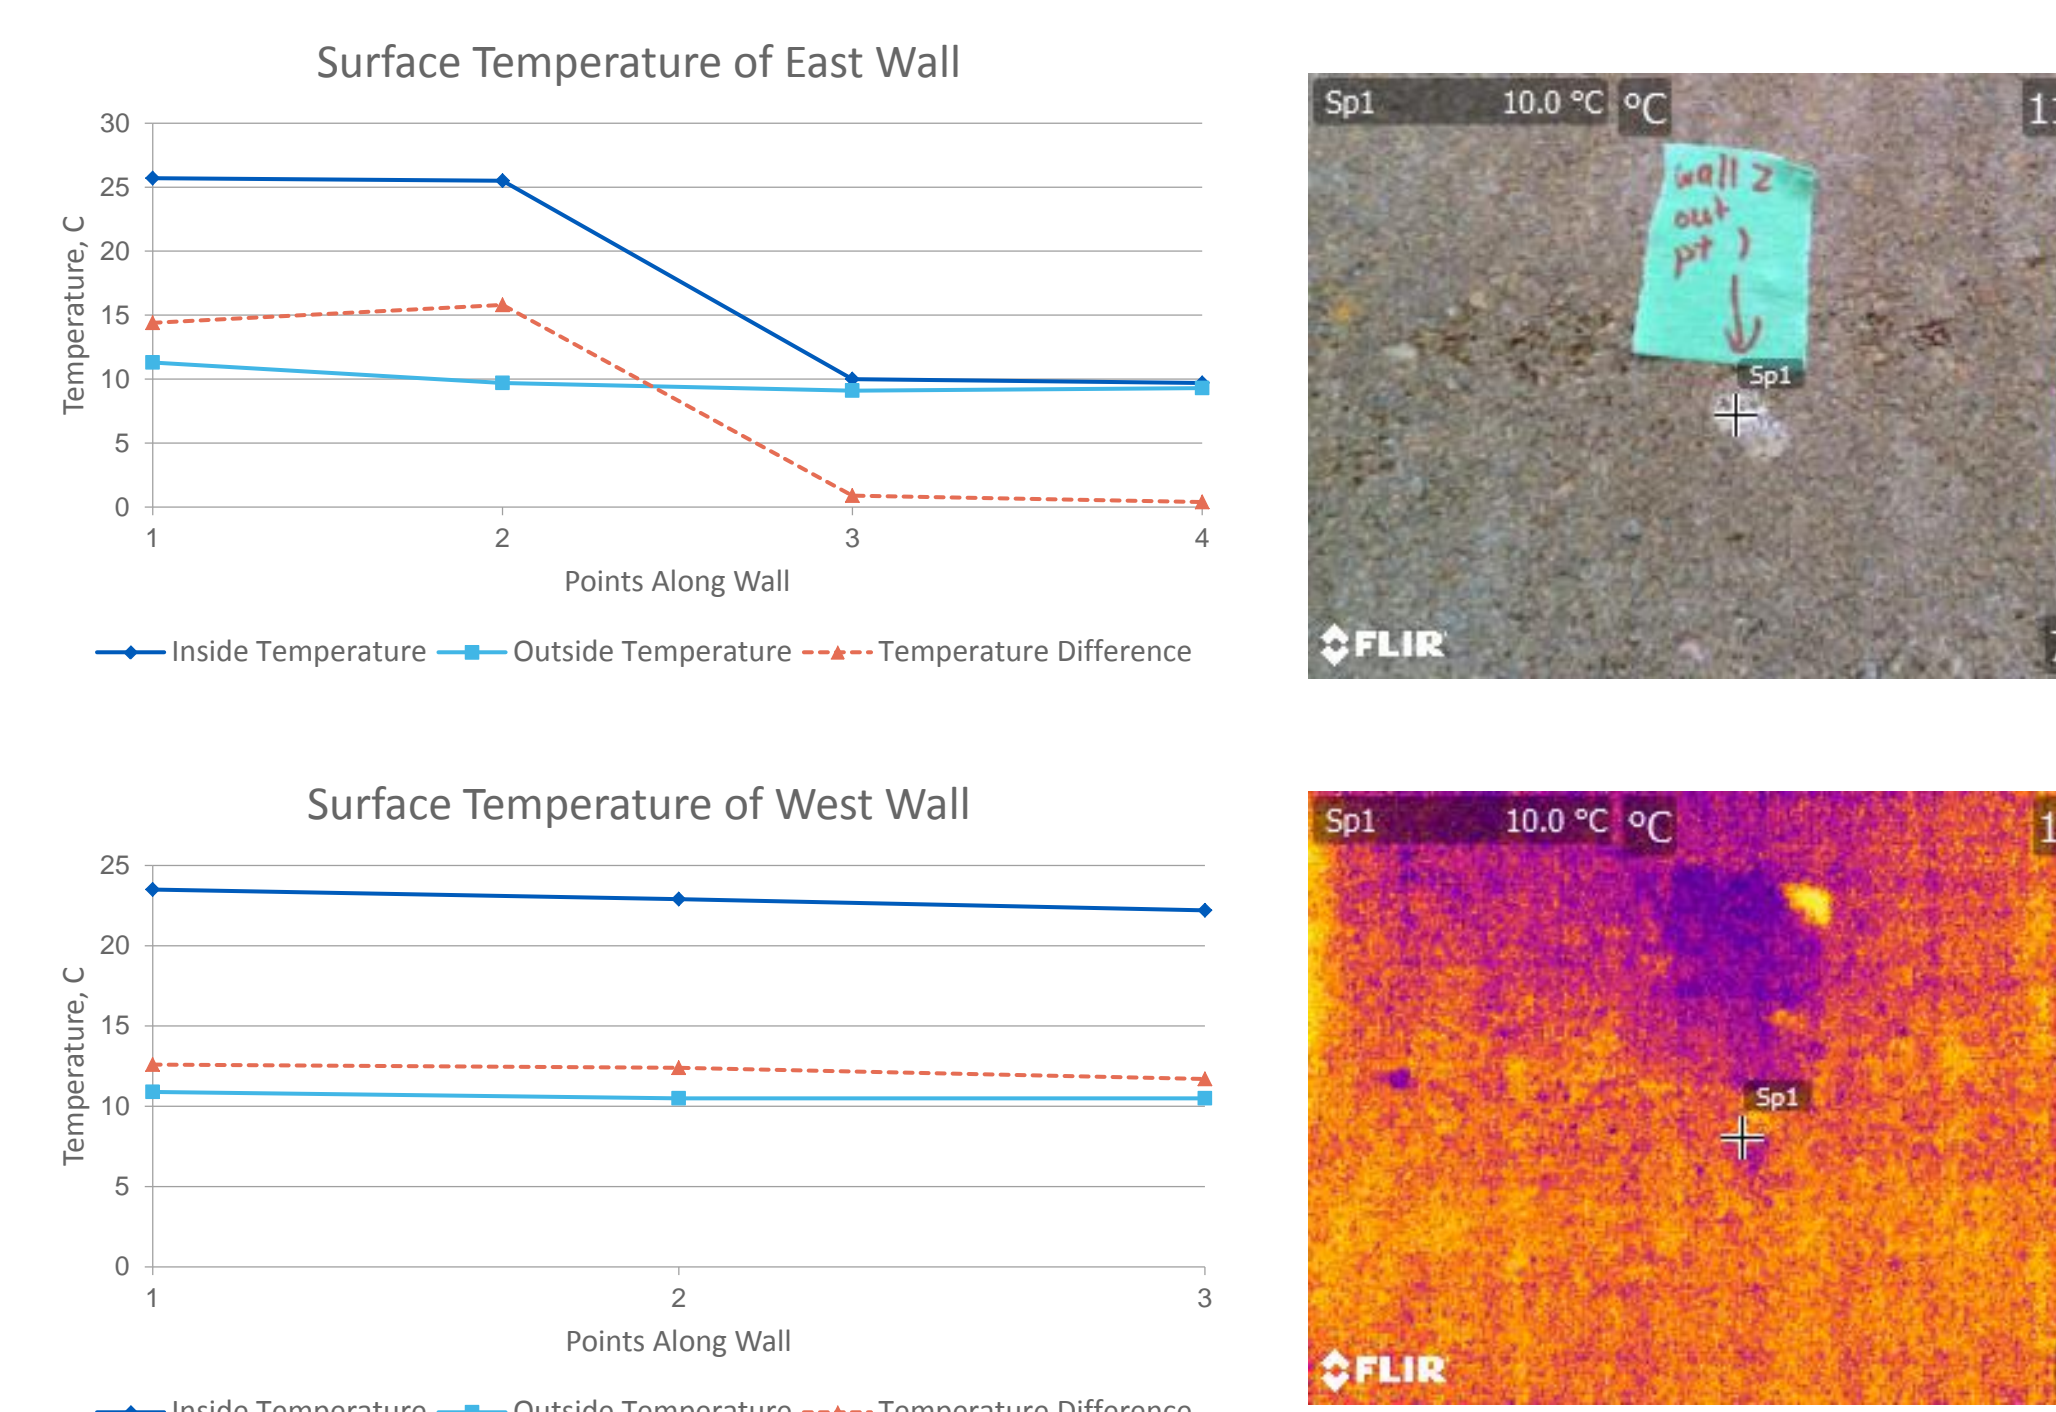 Surface Temperature of East Wall
30
25
20
15
10
5
0
Temperature, C
1 2 3 4
Points Along Wall
Inside Temperature Outside Temperature Temperature Difference
Sp1 10.0 °C °C
wall 2
out
pt 1
Sp1
FLIR
Surface Temperature of West Wall
25
20
15
10
5
0
Temperature, C
1 2 3
Points Along Wall
Inside Temperature Outside Temperature Temperature Difference
Sp1 10.0 °C °C
Sp1
FLIR